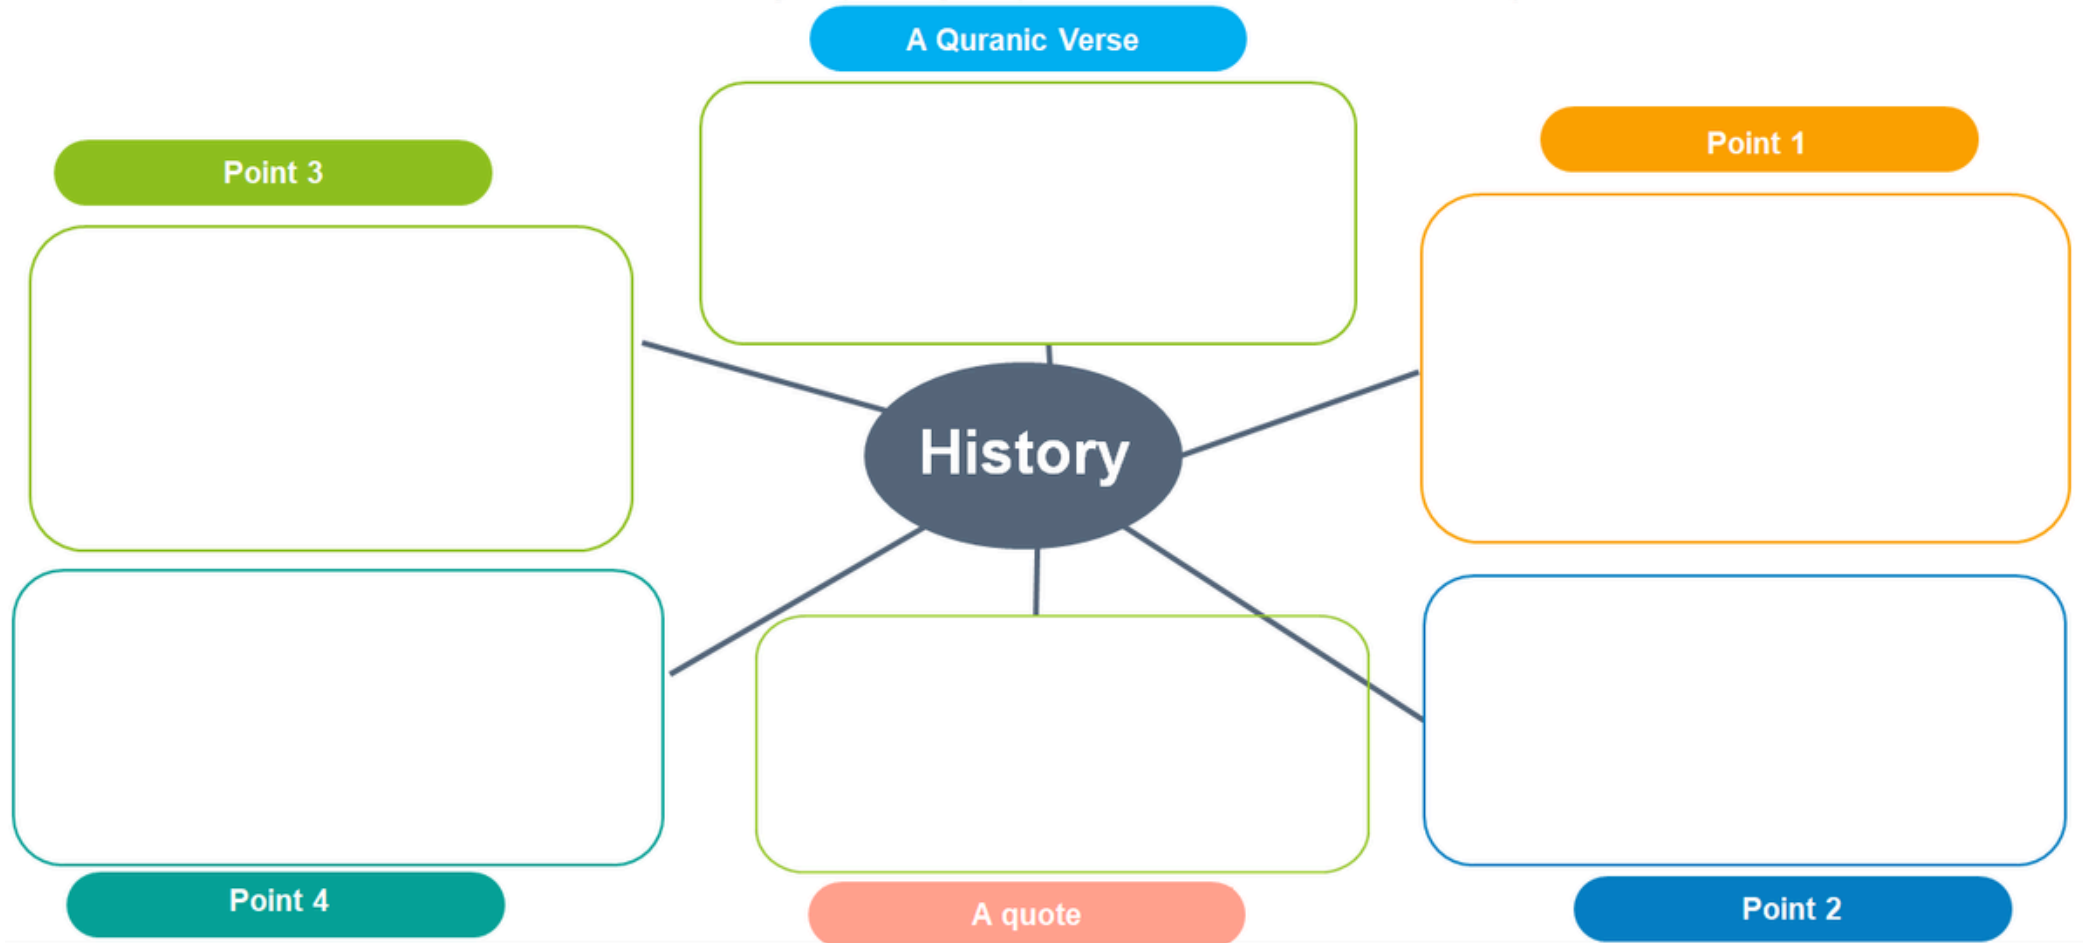 A Quranic Verse
Point 1
Point 3
History
Point 4
A quote
Point 2